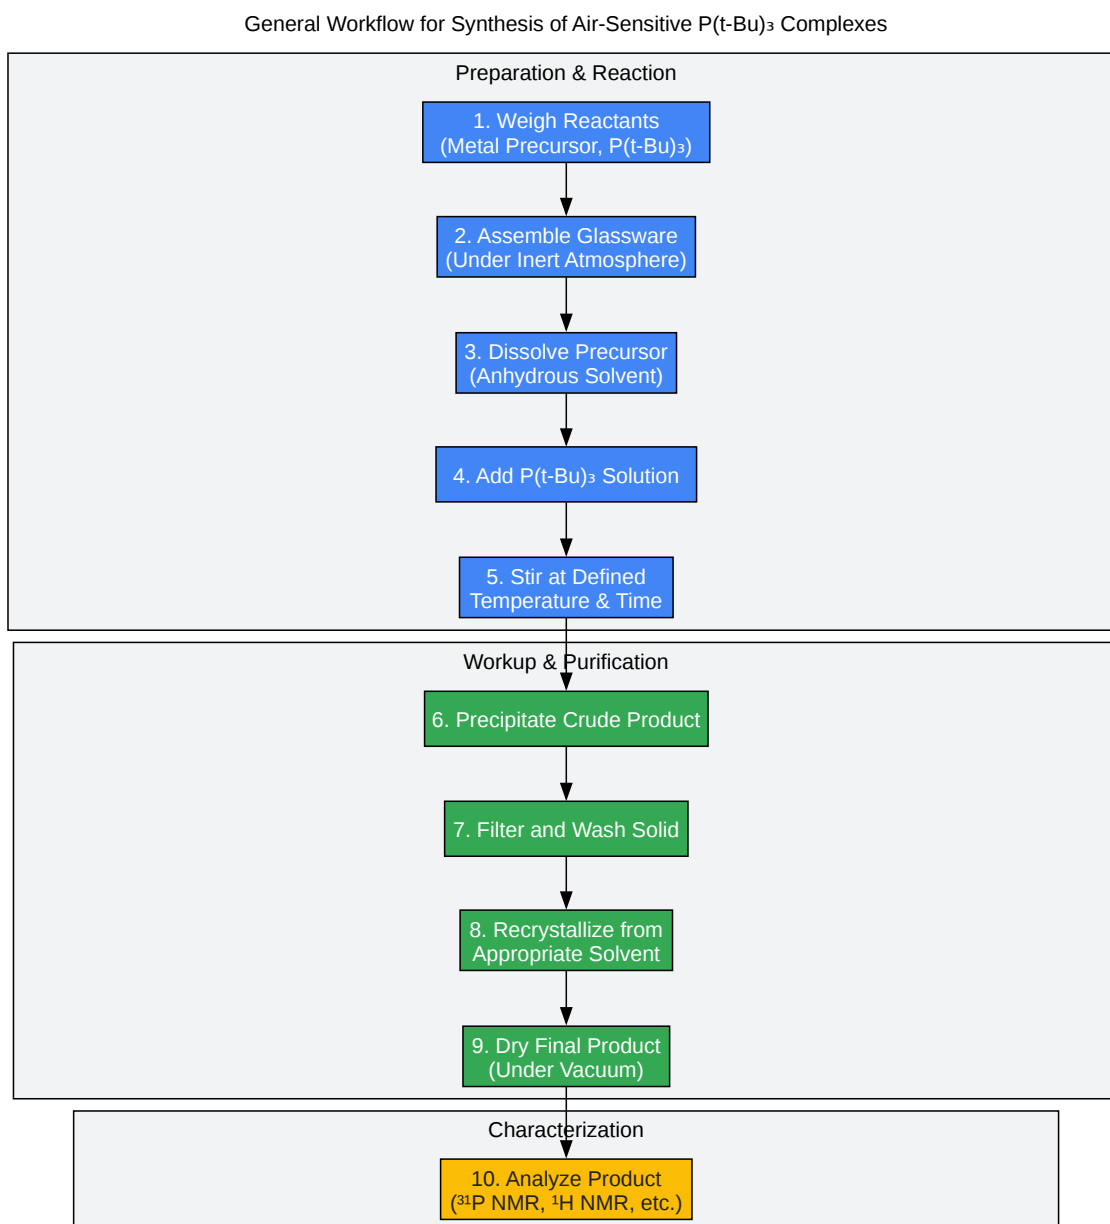 General Workflow for Synthesis of Air-Sensitive P(t-Bu)₃ Complexes
Preparation & Reaction
1. Weigh Reactants
(Metal Precursor, P(t-Bu)₃)
2. Assemble Glassware
(Under Inert Atmosphere)
3. Dissolve Precursor
(Anhydrous Solvent)
4. Add P(t-Bu)₃ Solution
5. Stir at Defined
Temperature & Time
Workup & Purification
6. Precipitate Crude Product
7. Filter and Wash Solid
8. Recrystallize from
Appropriate Solvent
9. Dry Final Product
(Under Vacuum)
Characterization
10. Analyze Product
(³¹P NMR, ¹H NMR, etc.)